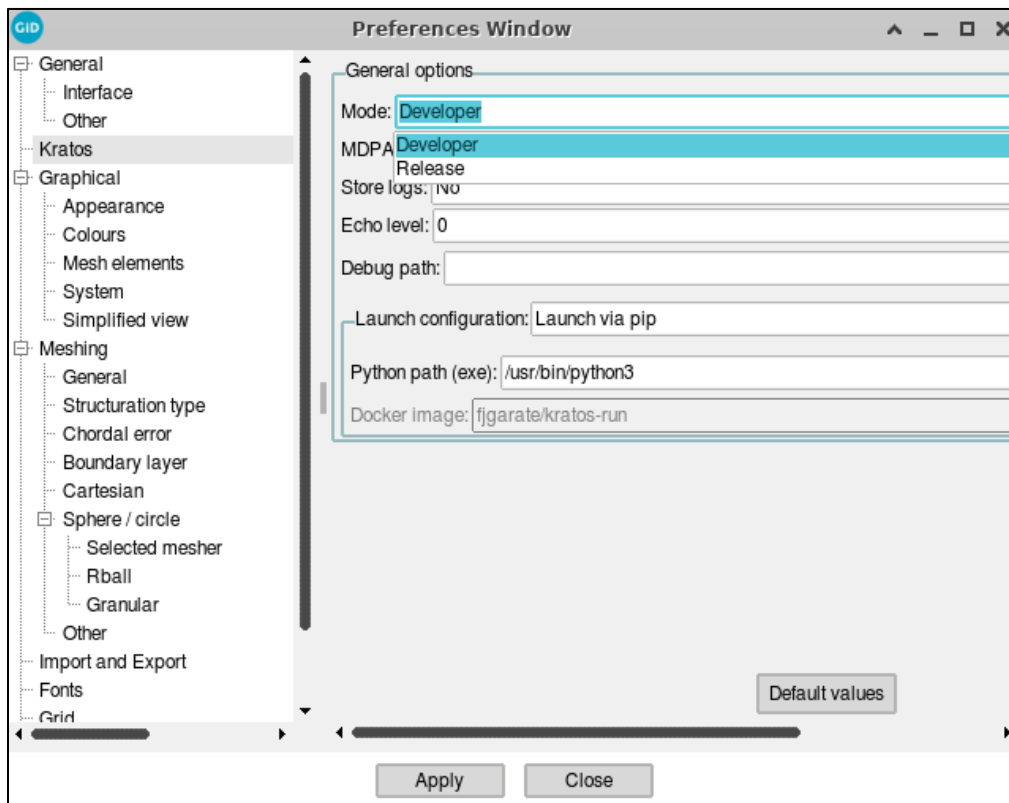 GiD Preferences Window
General
Interface
Other
Kratos
Graphical
Appearance
Colours
Mesh elements
System
Simplified view
Meshing
General
Structuration type
Chordal error
Boundary layer
Cartesian
Sphere / circle
Selected mesher
Rball
Granular
Other
Import and Export
Fonts
Grid
General options
Mode: Developer
MDPA Developer
Release
Store logs: No
Echo level: 0
Debug path:
Launch configuration: Launch via pip
Python path (exe): /usr/bin/python3
Docker image: fjgarate/kratos-run
Default values
Apply Close